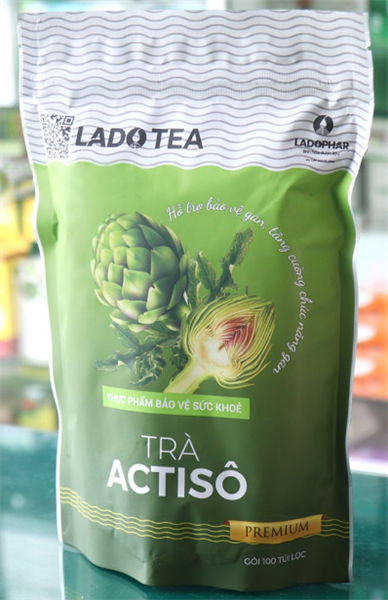 LADOTEA
LADOPHAR
Hỗ trợ bảo vệ gan, tăng cường chức năng gan
THỰC PHẨM BẢO VỆ SỨC KHOẺ
TRÀ
ACTISÔ
PREMIUM
GÓI 100 TÚI LỌC